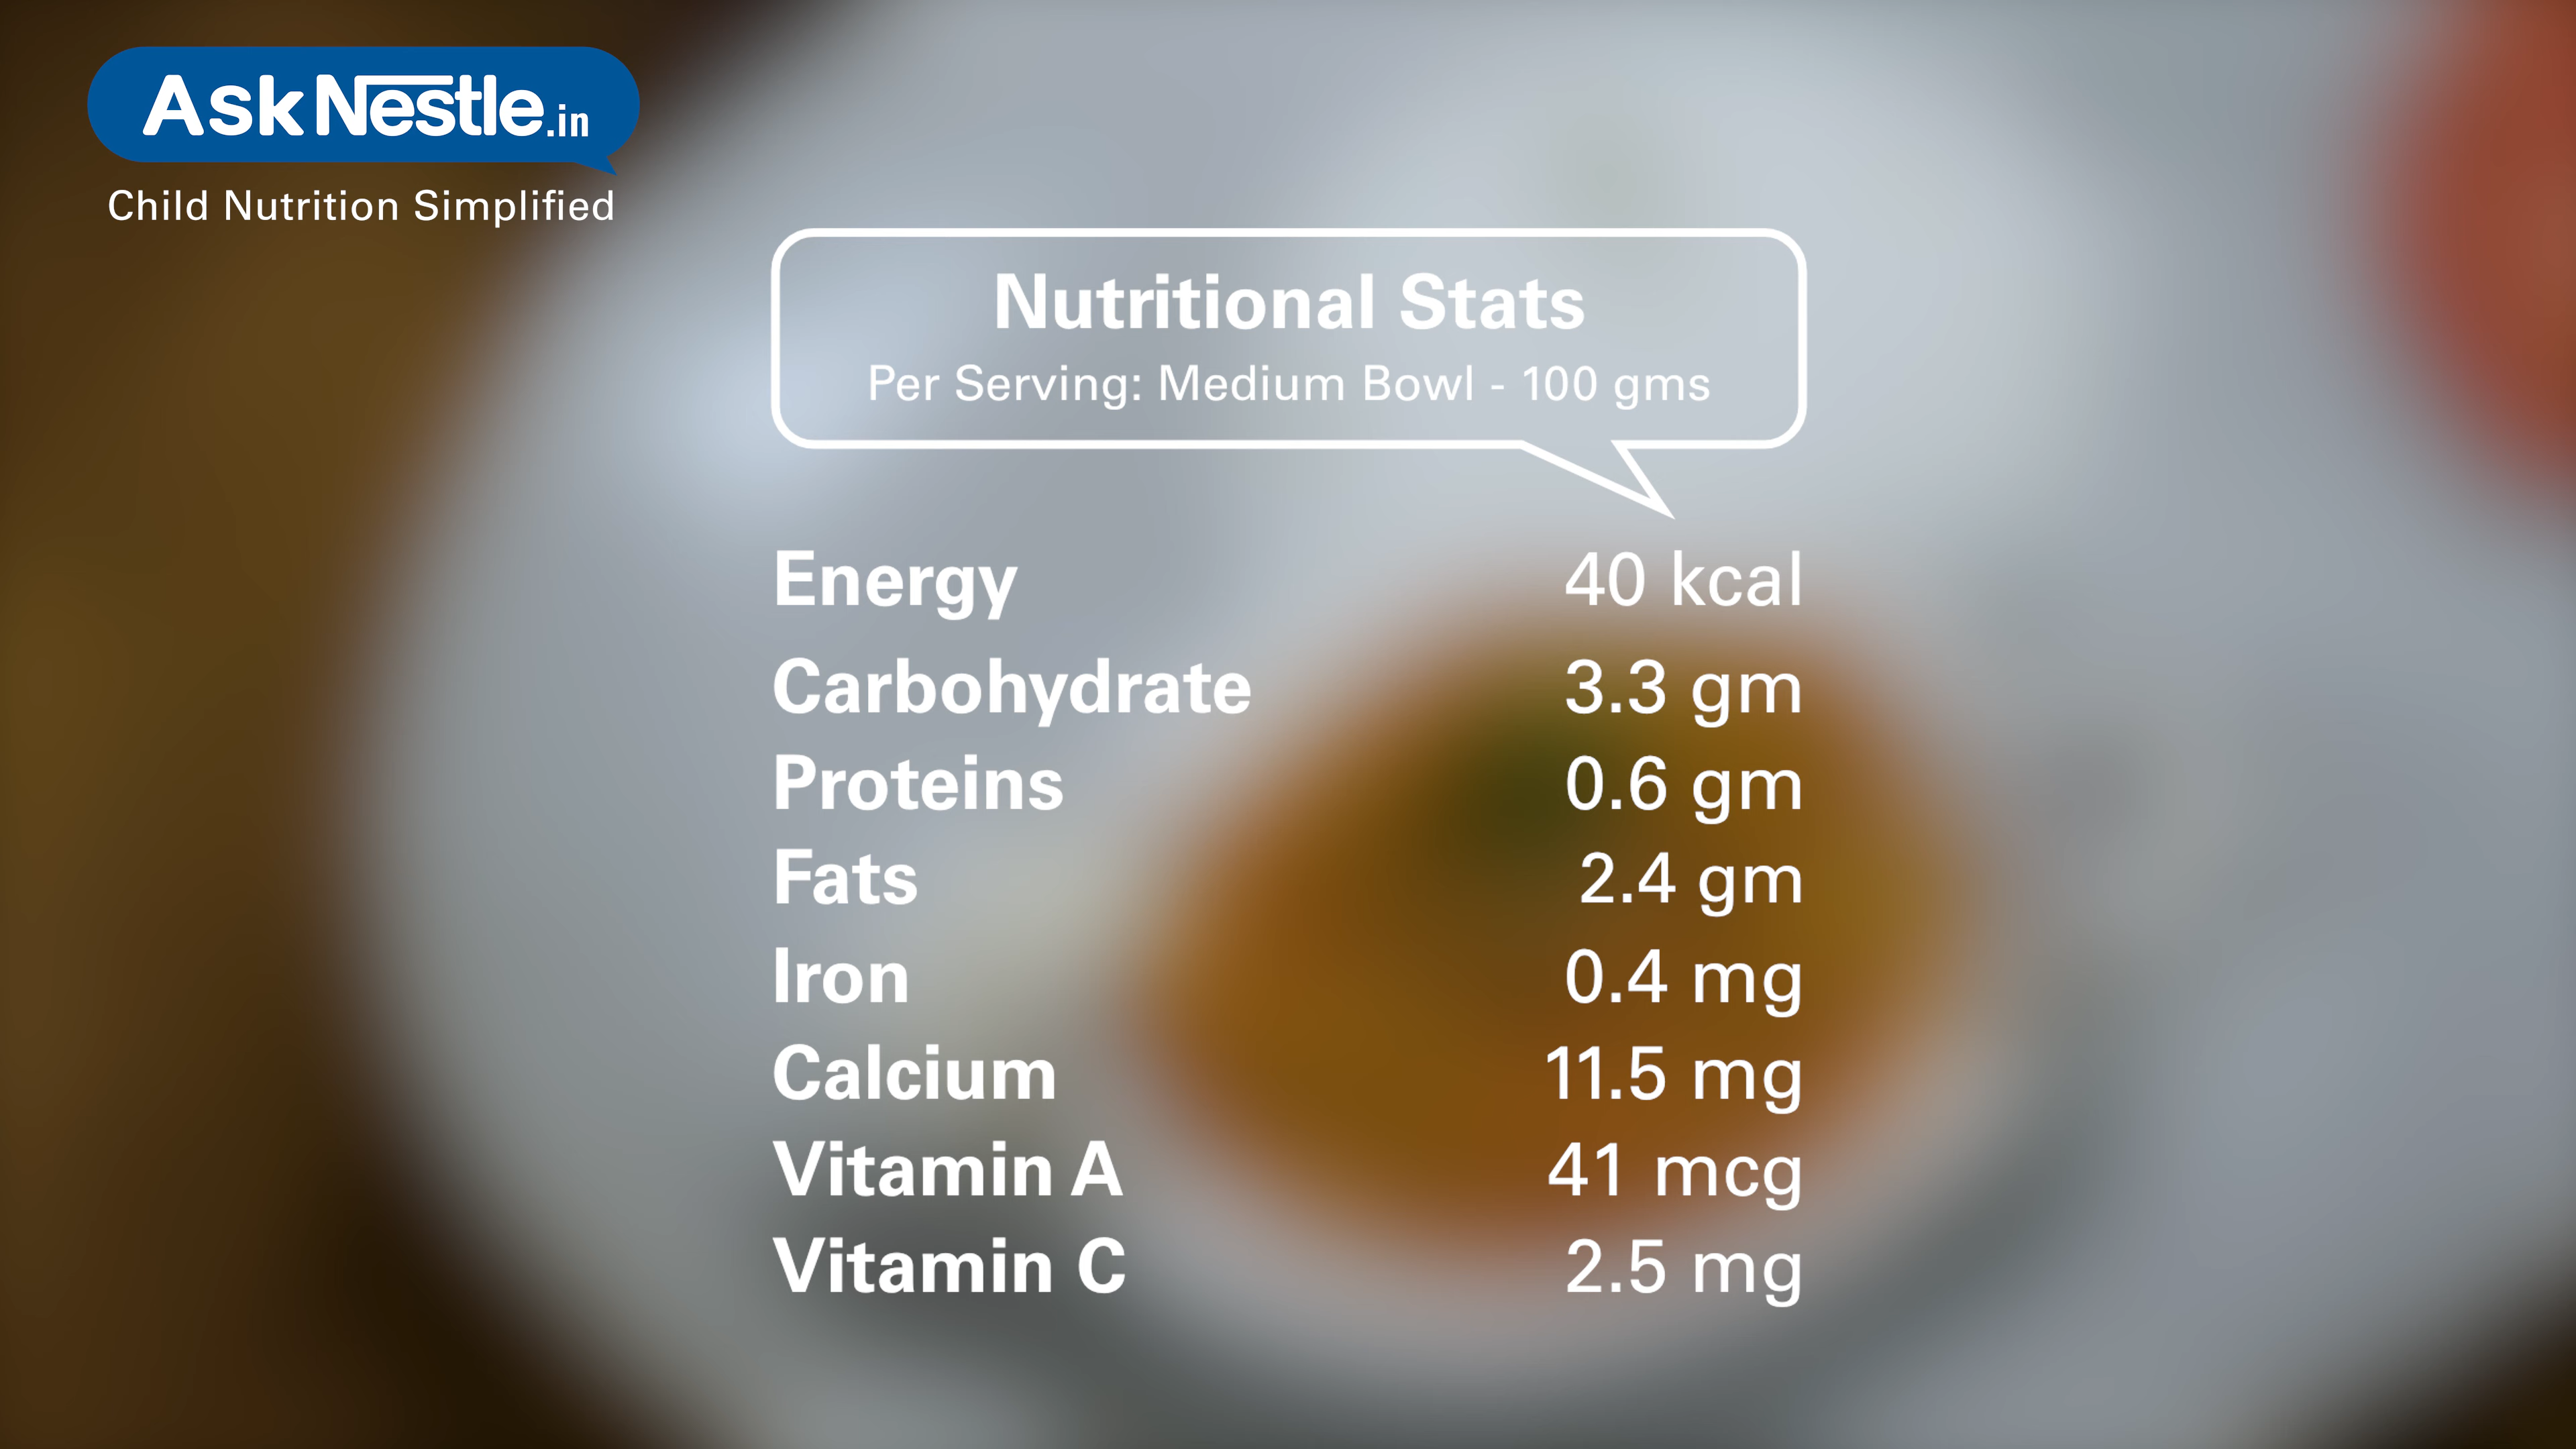 Ask Nestle.in
Child Nutrition Simplified
Nutritional Stats
Per Serving: Medium Bowl - 100 gms
Energy 40 kcal
Carbohydrate 3.3 gm
Proteins 0.6 gm
Fats 2.4 gm
Iron 0.4 mg
Calcium 11.5 mg
Vitamin A 41 mcg
Vitamin C 2.5 mg